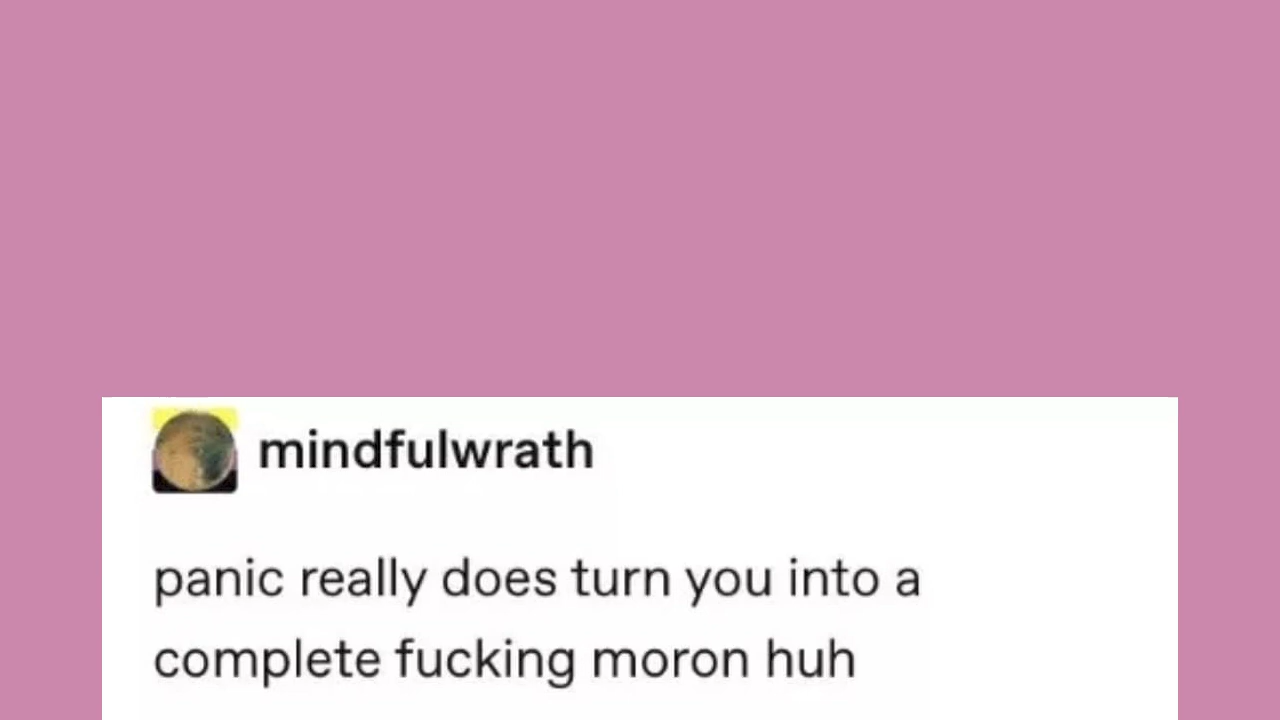 mindfulwrath
panic really does turn you into a
complete fucking moron huh